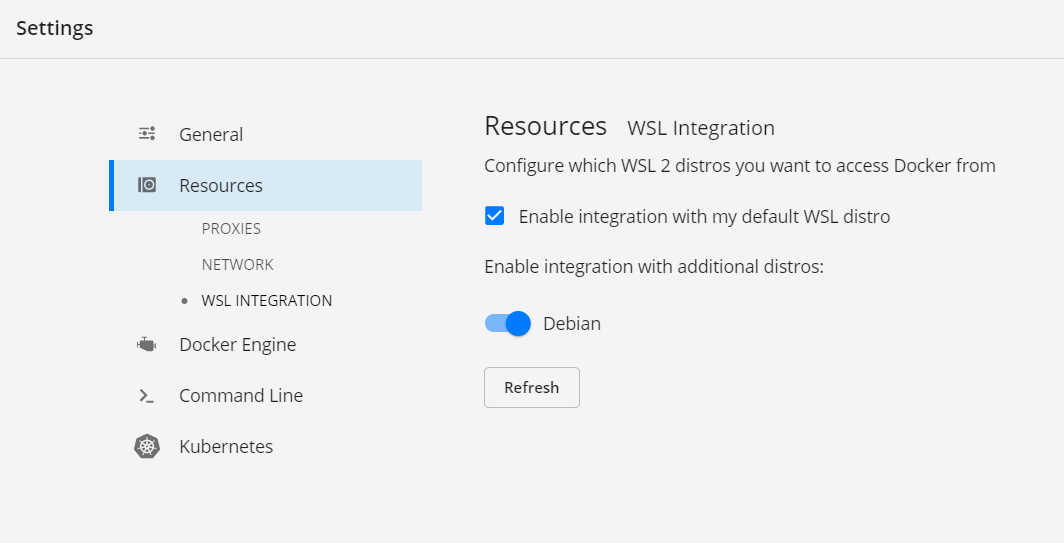 Settings
General
Resources
PROXIES
NETWORK
WSL INTEGRATION
Docker Engine
Command Line
Kubernetes
Resources WSL Integration
Configure which WSL 2 distros you want to access Docker from
Enable integration with my default WSL distro
Enable integration with additional distros:
Debian
Refresh